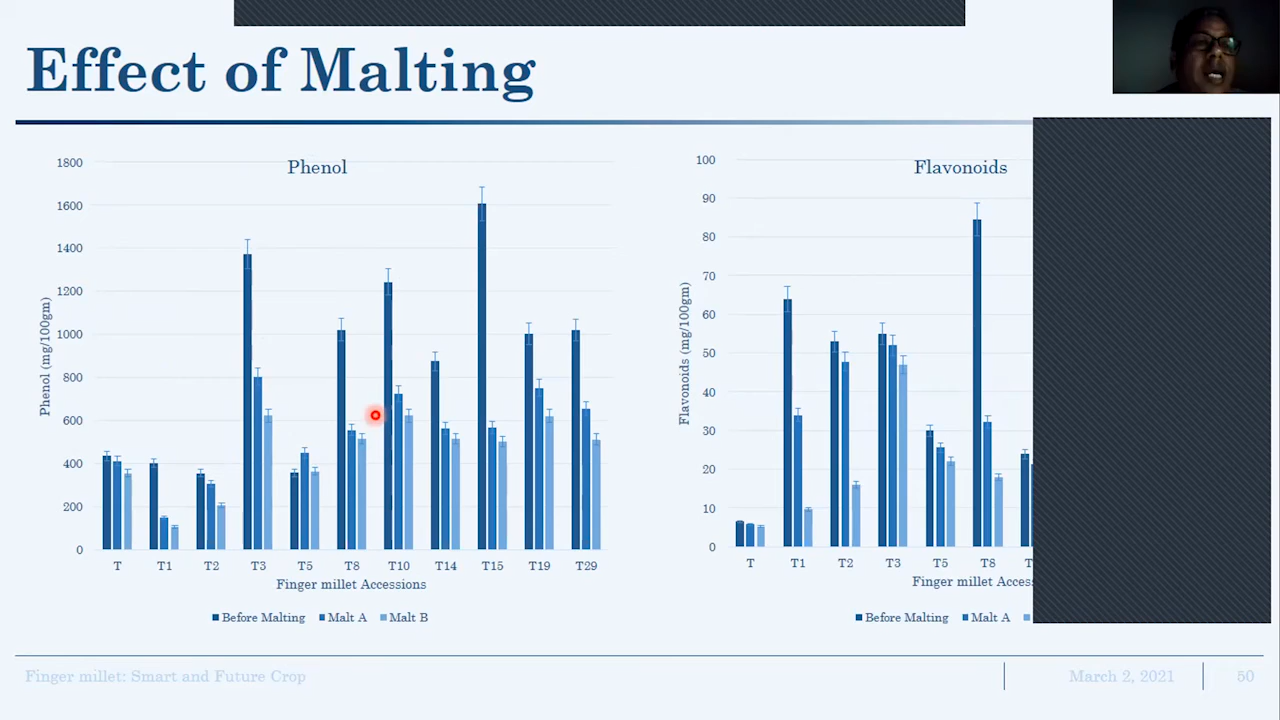 Effect of Malting
Phenol
1800
1600
1400
1200
1000
800
600
400
200
0
Phenol (mg/100gm)
T T1 T2 T3 T5 T8 T10 T14 T15 T19 T29
Finger millet Accessions
Before Malting Malt A Malt B
Flavonoids
100
90
80
70
60
50
40
30
20
10
0
Flavonoids (mg/100gm)
T T1 T2 T3 T5 T8
Finger millet
Before Malting Malt A
Finger millet: Smart and Future Crop
March 2, 2021
50